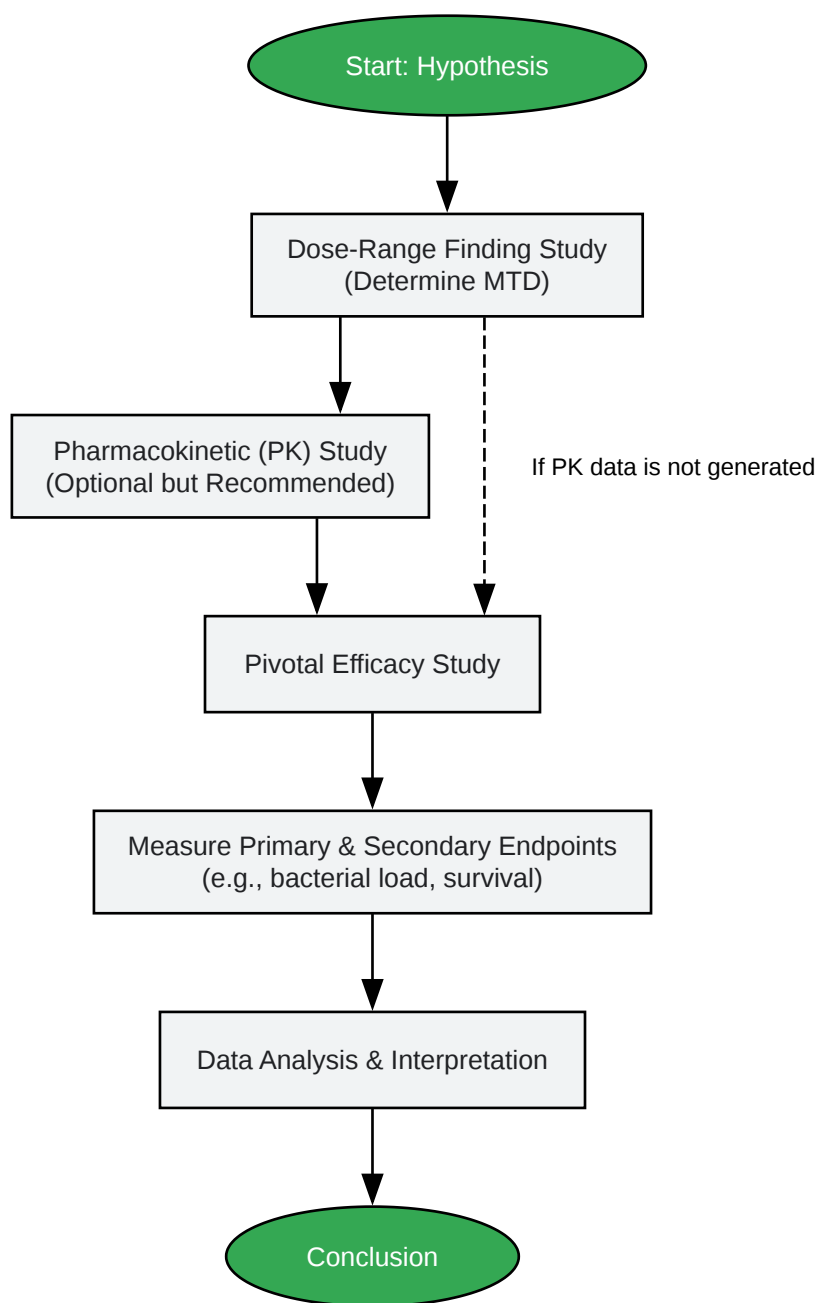 Start: Hypothesis
Dose-Range Finding Study
(Determine MTD)
Pharmacokinetic (PK) Study
(Optional but Recommended)
If PK data is not generated
Pivotal Efficacy Study
Measure Primary & Secondary Endpoints
(e.g., bacterial load, survival)
Data Analysis & Interpretation
Conclusion